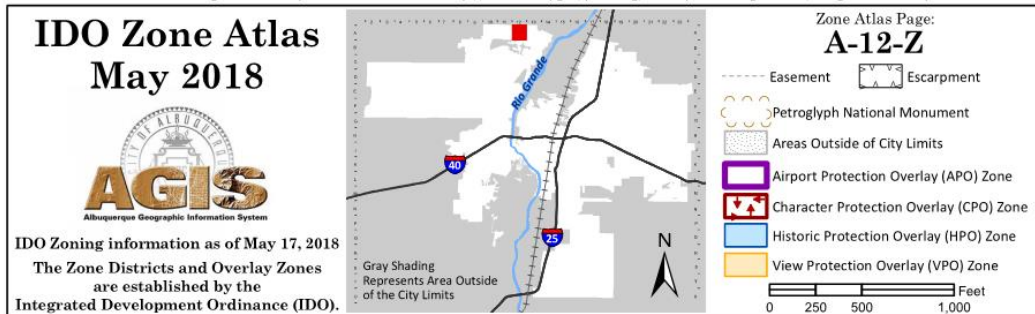 IDO Zone Atlas
May 2018
CITY OF ALBUQUERQUE
AGIS
Albuquerque Geographic Information System
IDO Zoning information as of May 17, 2018
The Zone Districts and Overlay Zones
are established by the
Integrated Development Ordinance (IDO).
Rio Grande
40
25
N
Gray Shading
Represents Area Outside
of the City Limits
Zone Atlas Page:
A-12-Z
Easement
Escarpment
Petroglyph National Monument
Areas Outside of City Limits
Airport Protection Overlay (APO) Zone
Character Protection Overlay (CPO) Zone
Historic Protection Overlay (HPO) Zone
View Protection Overlay (VPO) Zone
Feet
0 250 500 1,000